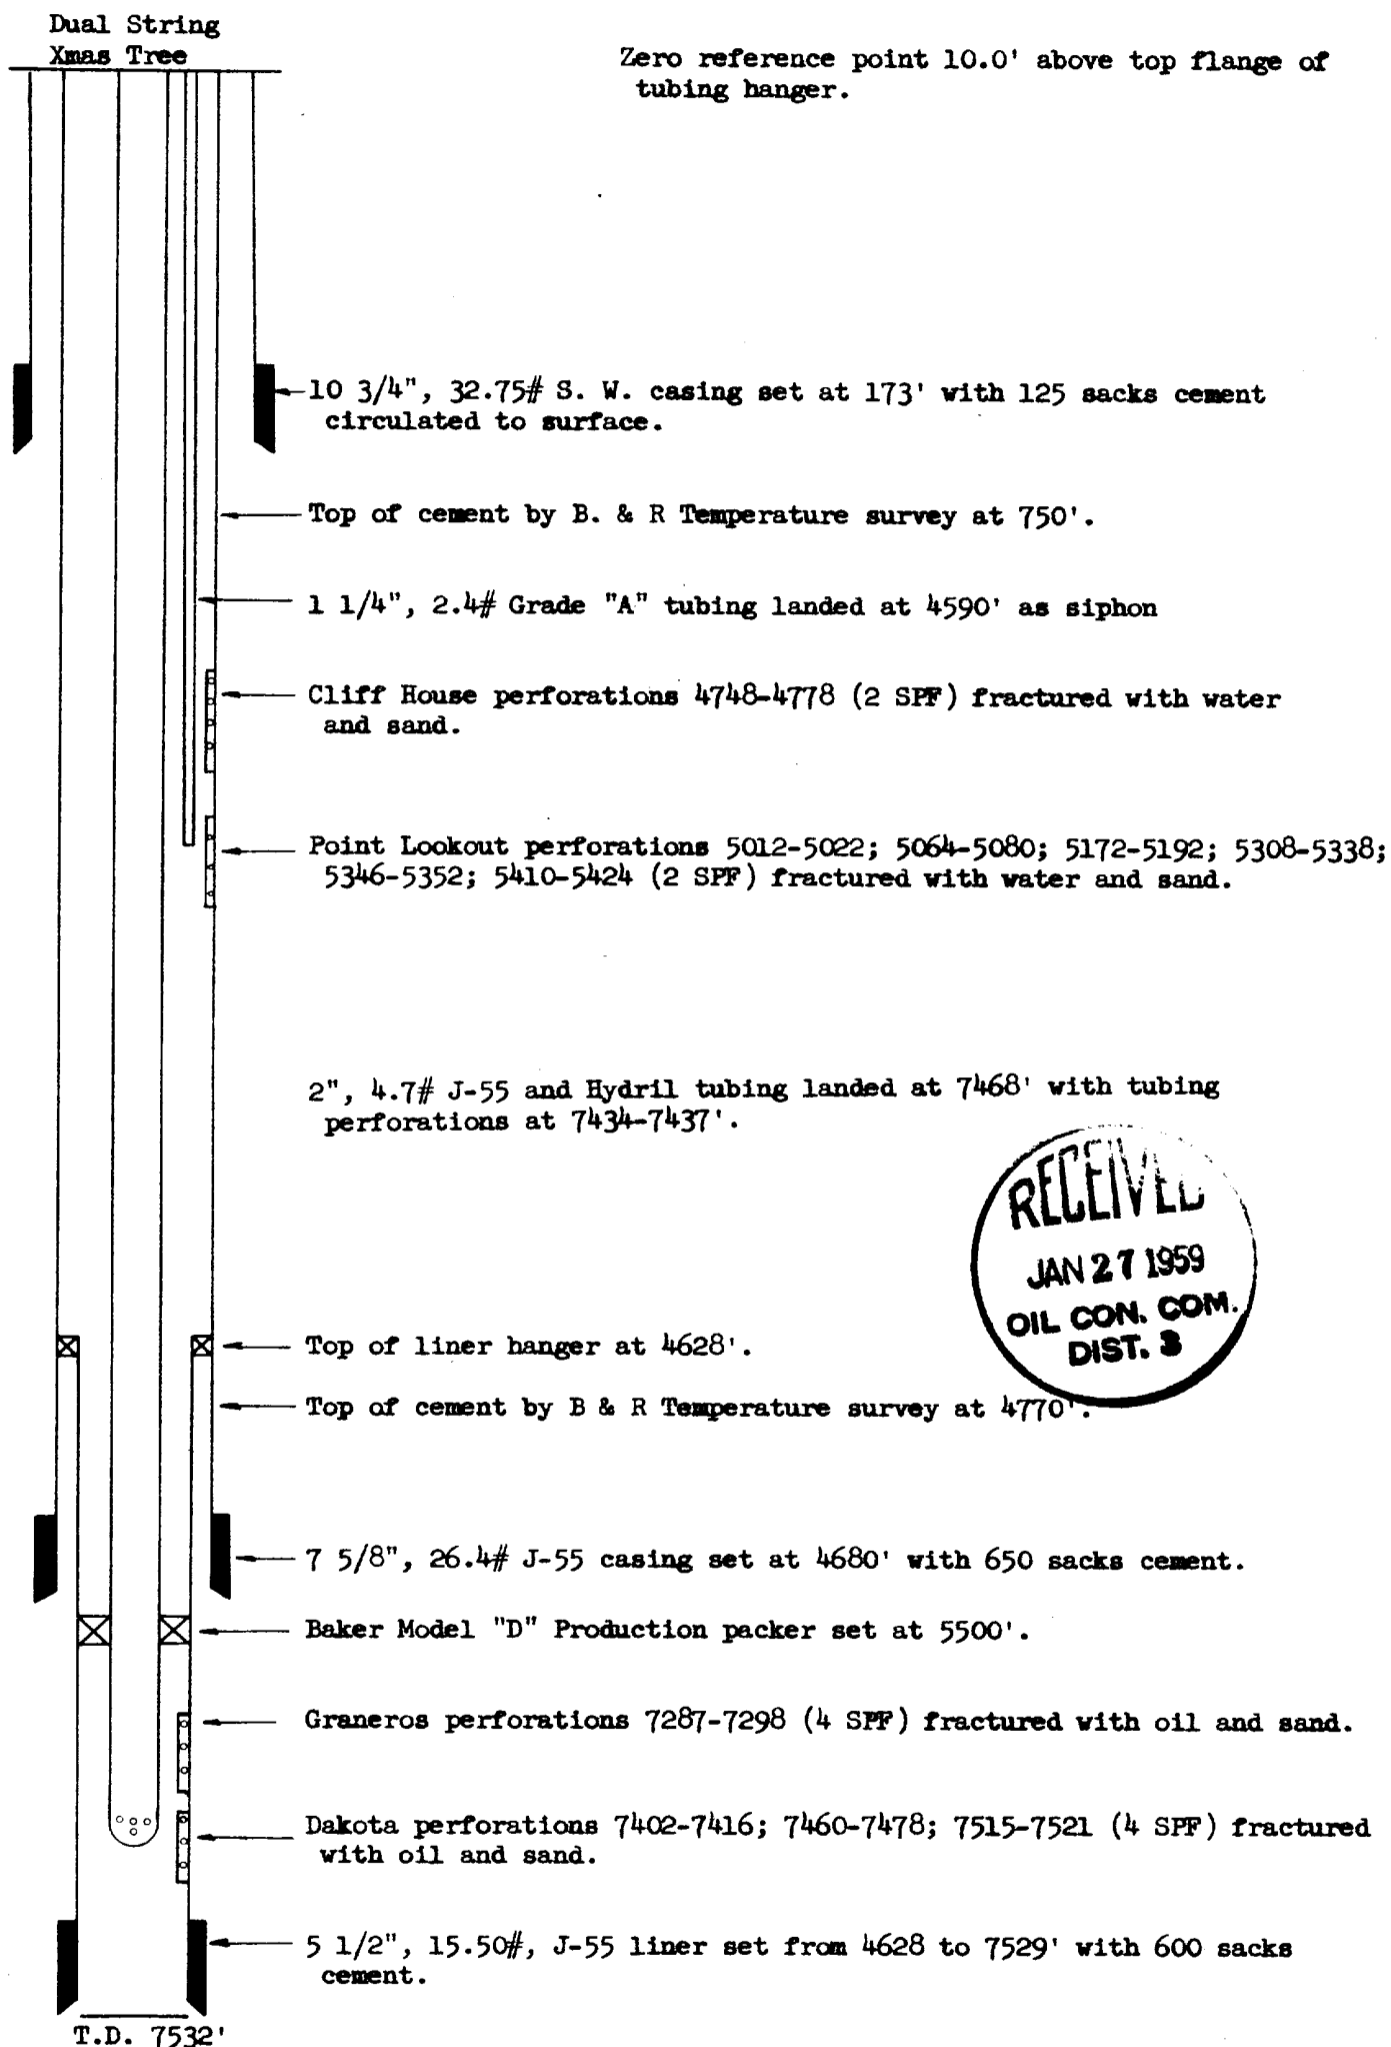 Dual String
Xmas Tree
Zero reference point 10.0' above top flange of
tubing hanger.
10 3/4", 32.75# S. W. casing set at 173' with 125 sacks cement
circulated to surface.
Top of cement by B. & R Temperature survey at 750'.
1 1/4", 2.4# Grade "A" tubing landed at 4590' as siphon
Cliff House perforations 4748-4778 (2 SPF) fractured with water
and sand.
Point Lookout perforations 5012-5022; 5064-5080; 5172-5192; 5308-5338;
5346-5352; 5410-5424 (2 SPF) fractured with water and sand.
2", 4.7# J-55 and Hydril tubing landed at 7468' with tubing
perforations at 7434-7437'.
RECEIVED
JAN 27 1959
OIL CON. COM.
DIST. 3
Top of liner hanger at 4628'.
Top of cement by B & R Temperature survey at 4770'.
7 5/8", 26.4# J-55 casing set at 4680' with 650 sacks cement.
Baker Model "D" Production packer set at 5500'.
Graneros perforations 7287-7298 (4 SPF) fractured with oil and sand.
Dakota perforations 7402-7416; 7460-7478; 7515-7521 (4 SPF) fractured
with oil and sand.
5 1/2", 15.50#, J-55 liner set from 4628 to 7529' with 600 sacks
cement.
T.D. 7532'